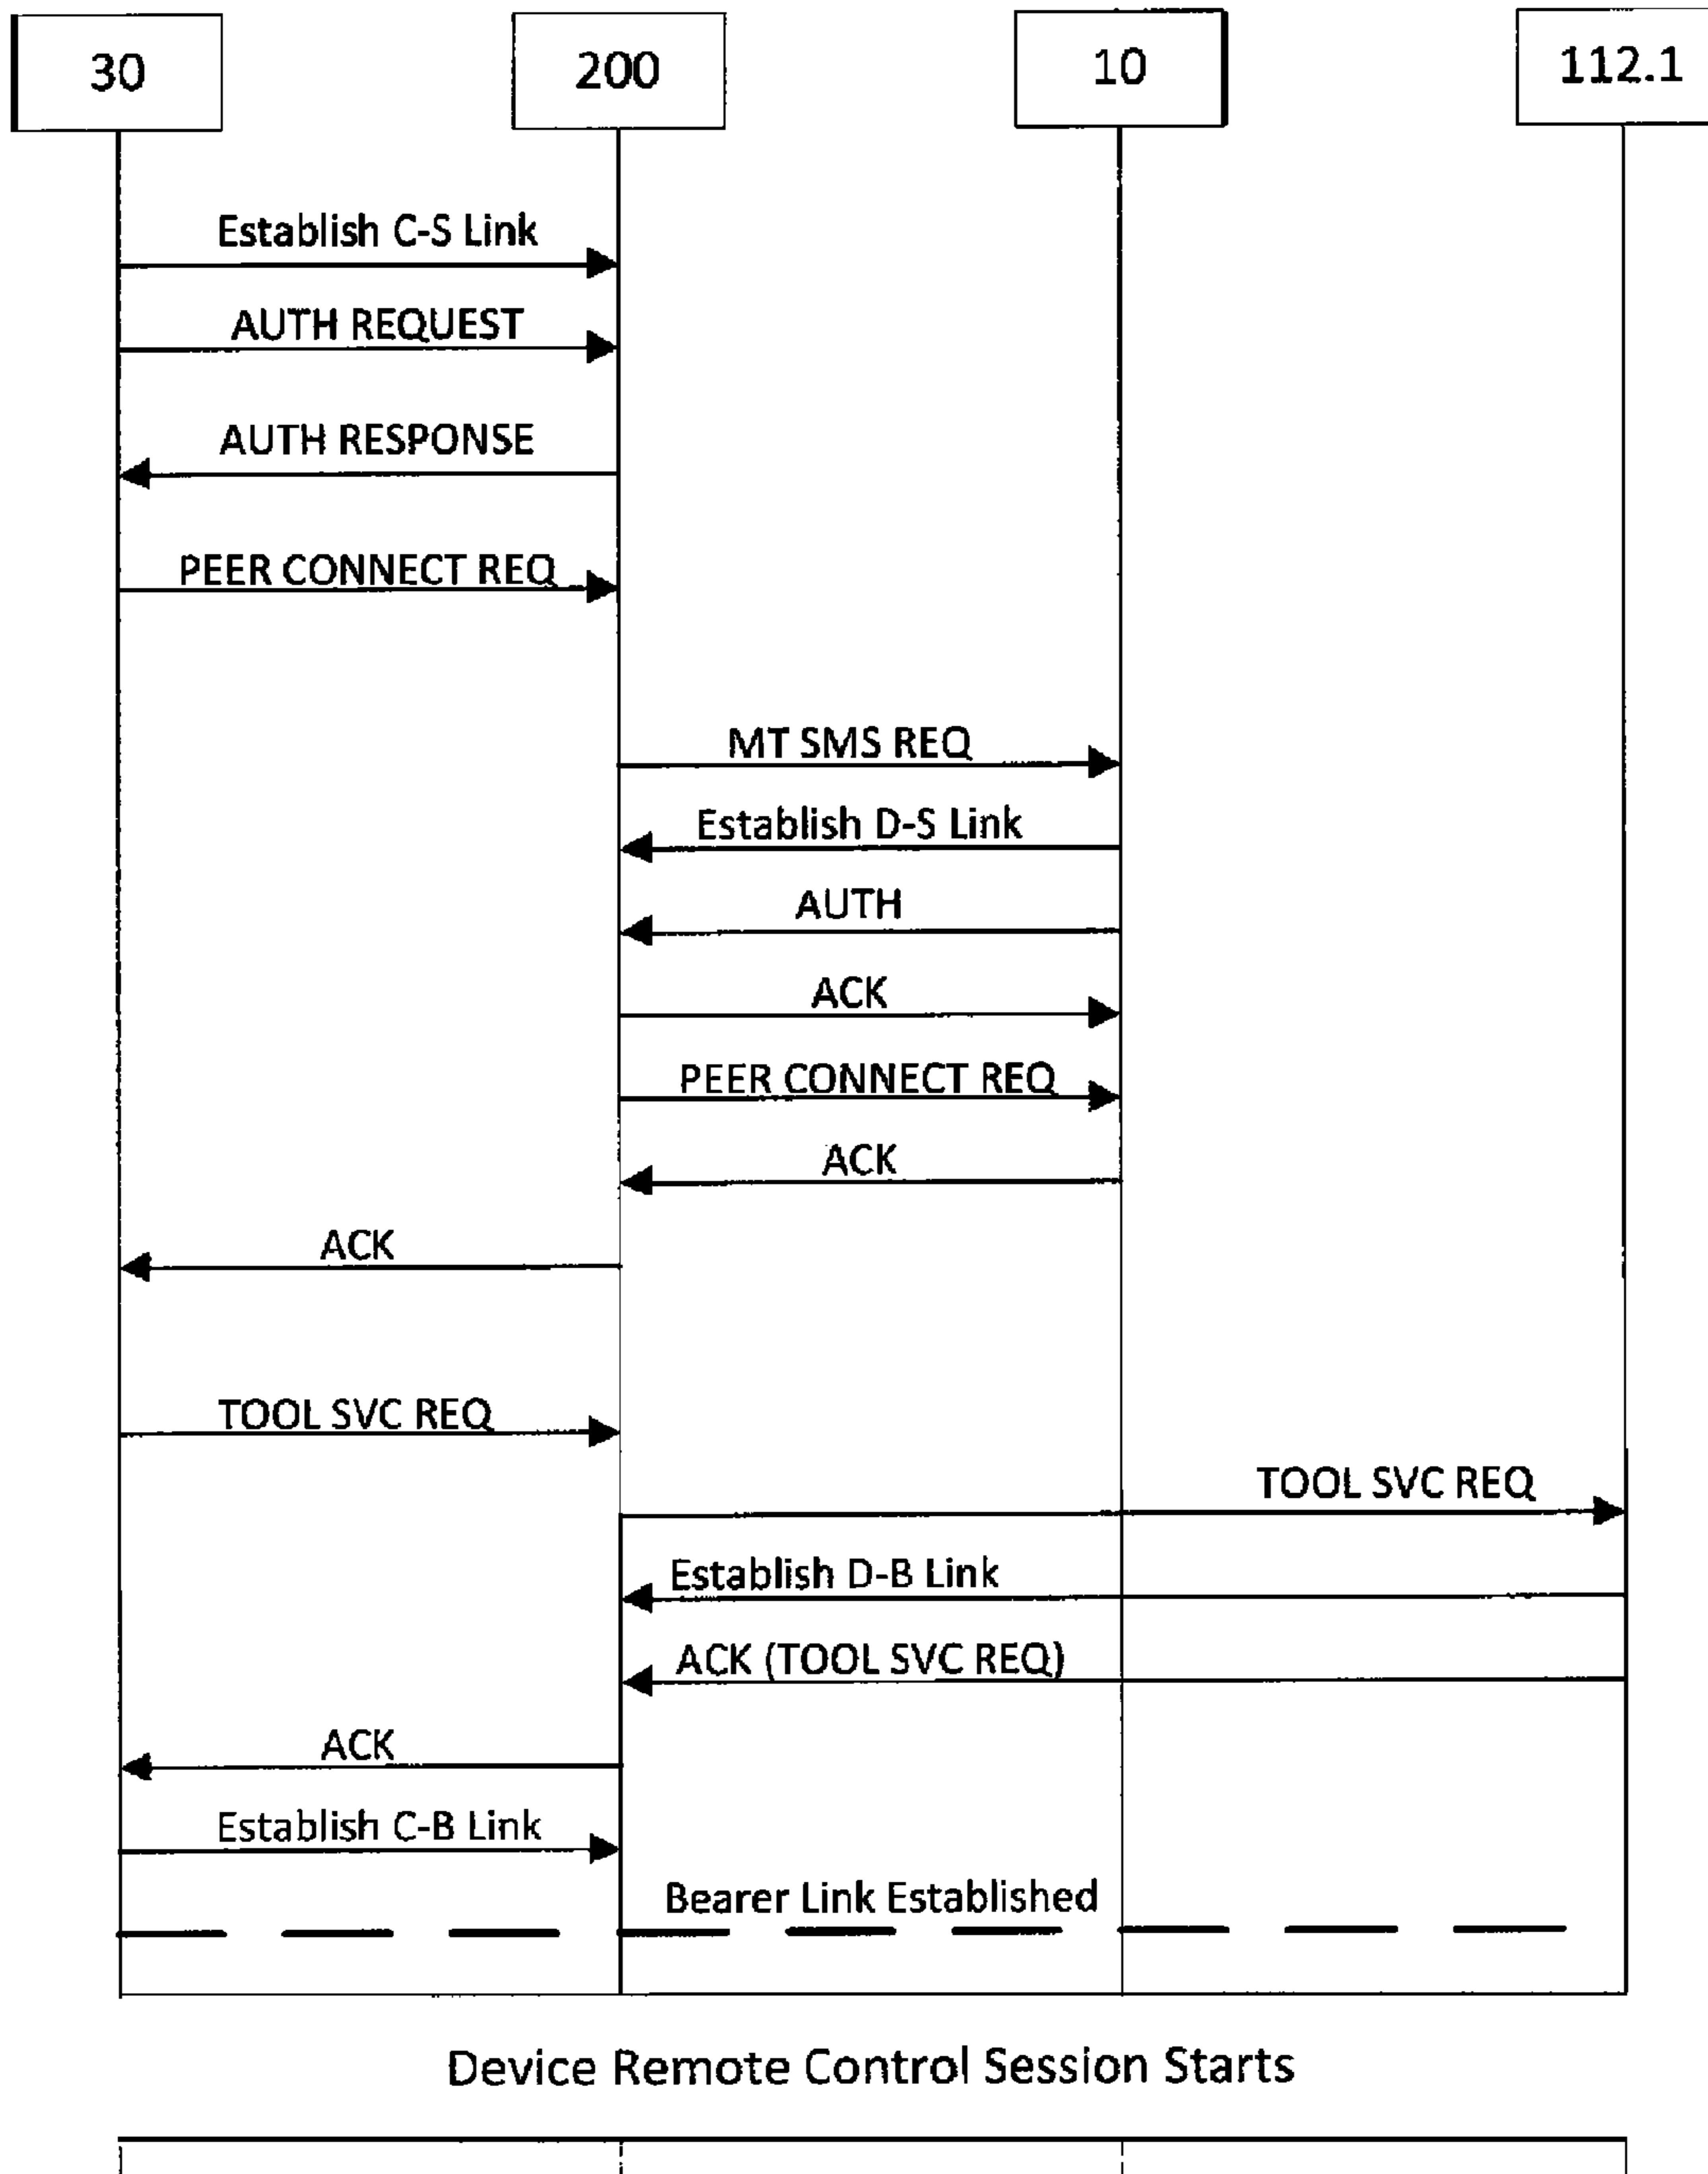 30
200
10
112.1
Establish C-S Link
AUTH REQUEST
AUTH RESPONSE
PEER CONNECT REQ
MT SMS REQ
Establish D-S Link
AUTH
ACK
PEER CONNECT REQ
ACK
ACK
TOOL SVC REQ
TOOL SVC REQ
Establish D-B Link
ACK (TOOL SVC REQ)
ACK
Establish C-B Link
Bearer Link Established
Device Remote Control Session Starts